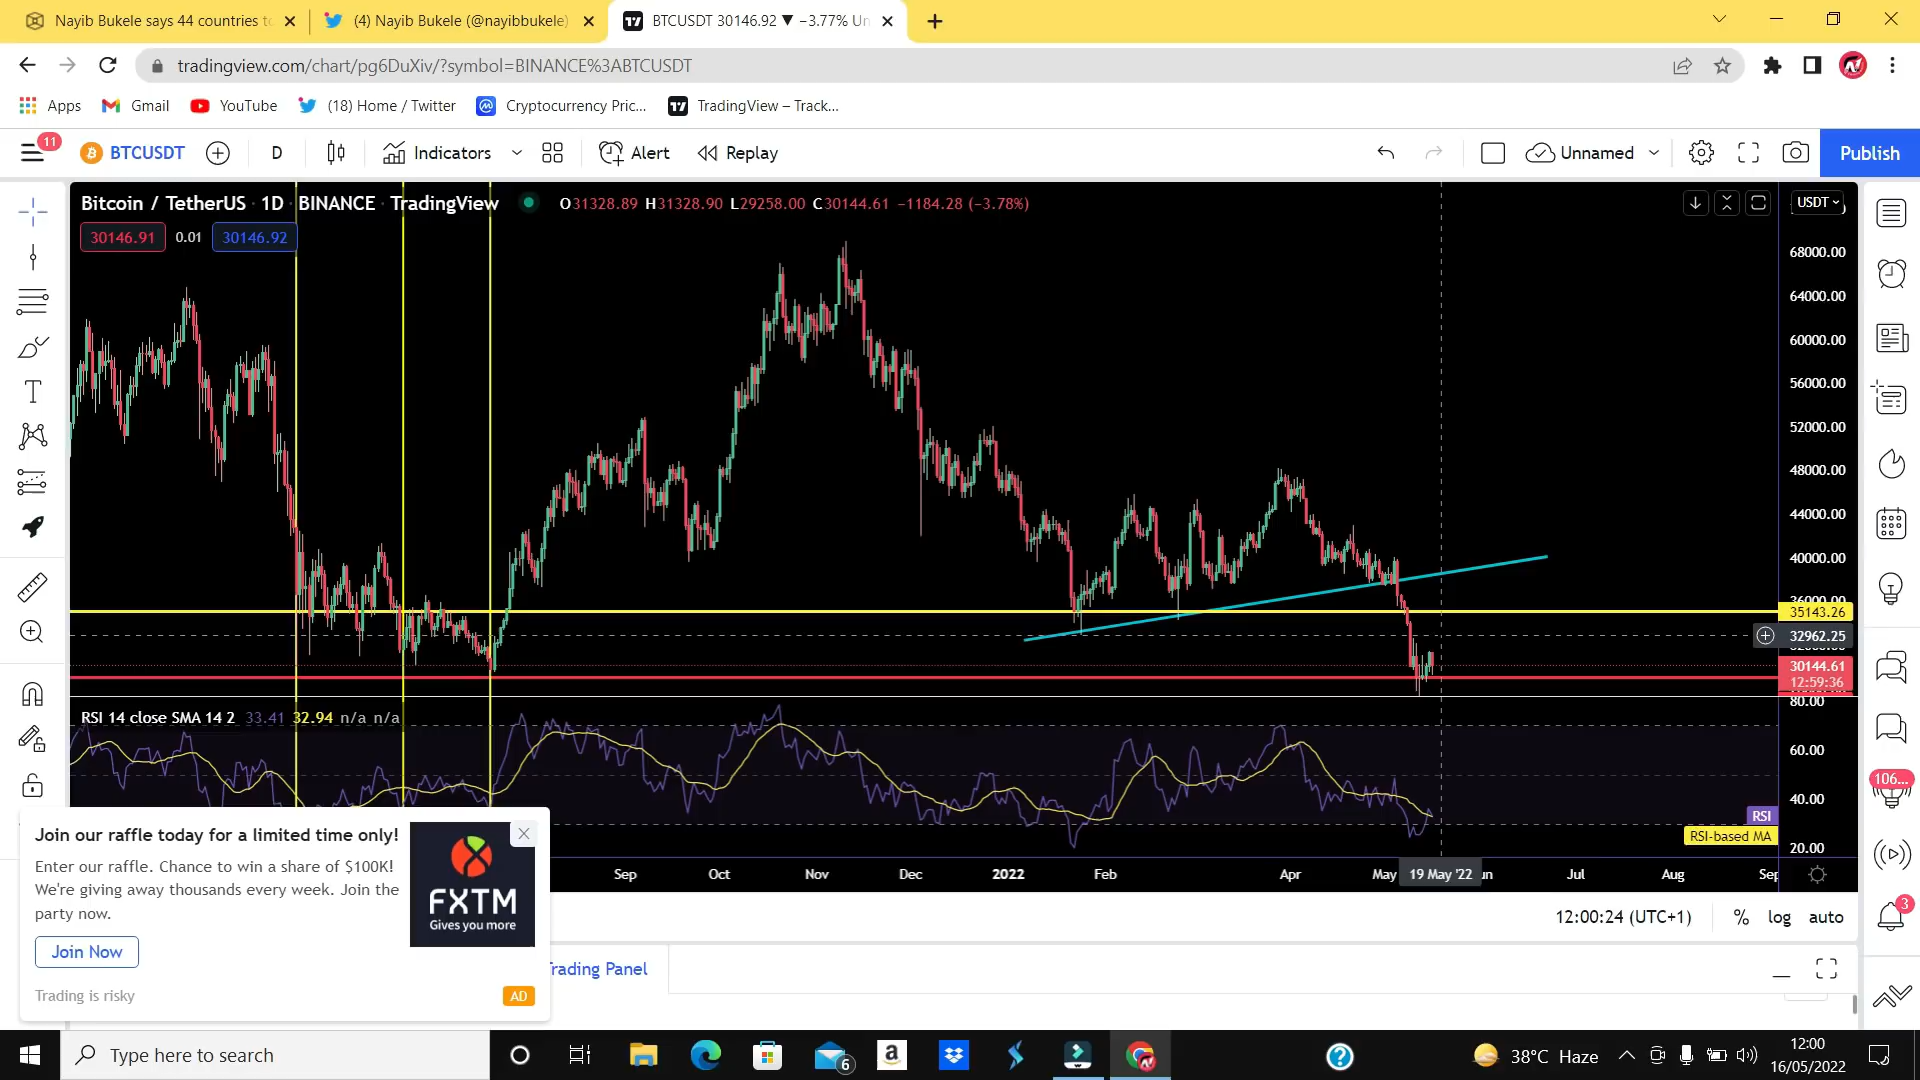 Nayib Bukele says 44 countries to
(4) Nayib Bukele (@nayibbukele)
BTCUSDT 30146.92 ▼ −3.77% Un
tradingview.com/chart/pg6DuXiv/?symbol=BINANCE%3ABTCUSDT
Apps
Gmail
YouTube
(18) Home / Twitter
Cryptocurrency Pric...
TradingView – Track...
11
BTCUSDT
D
Indicators
Alert
Replay
Unnamed
Publish
Bitcoin / TetherUS · 1D · BINANCE · TradingView
O31328.89 H31328.90 L29258.00 C30144.61 −1184.28 (−3.78%)
USDT
30146.91
0.01
30146.92
68000.00
64000.00
60000.00
56000.00
52000.00
48000.00
44000.00
40000.00
36000.00
35143.26
32962.25
30144.61
12:59:36
RSI 14 close SMA 14 2 33.41 32.94 n/a n/a
80.00
60.00
40.00
20.00
RSI
RSI-based MA
106...
Sep
Oct
Nov
Dec
2022
Feb
Apr
May
19 May '22
un
Jul
Aug
Sep
Join our raffle today for a limited time only!
Enter our raffle. Chance to win a share of $100K!
We're giving away thousands every week. Join the
party now.
Join Now
Trading is risky
AD
FXTM
Gives you more
12:00:24 (UTC+1)
%
log
auto
3
Trading Panel
Type here to search
6
38°C Haze
12:00
16/05/2022